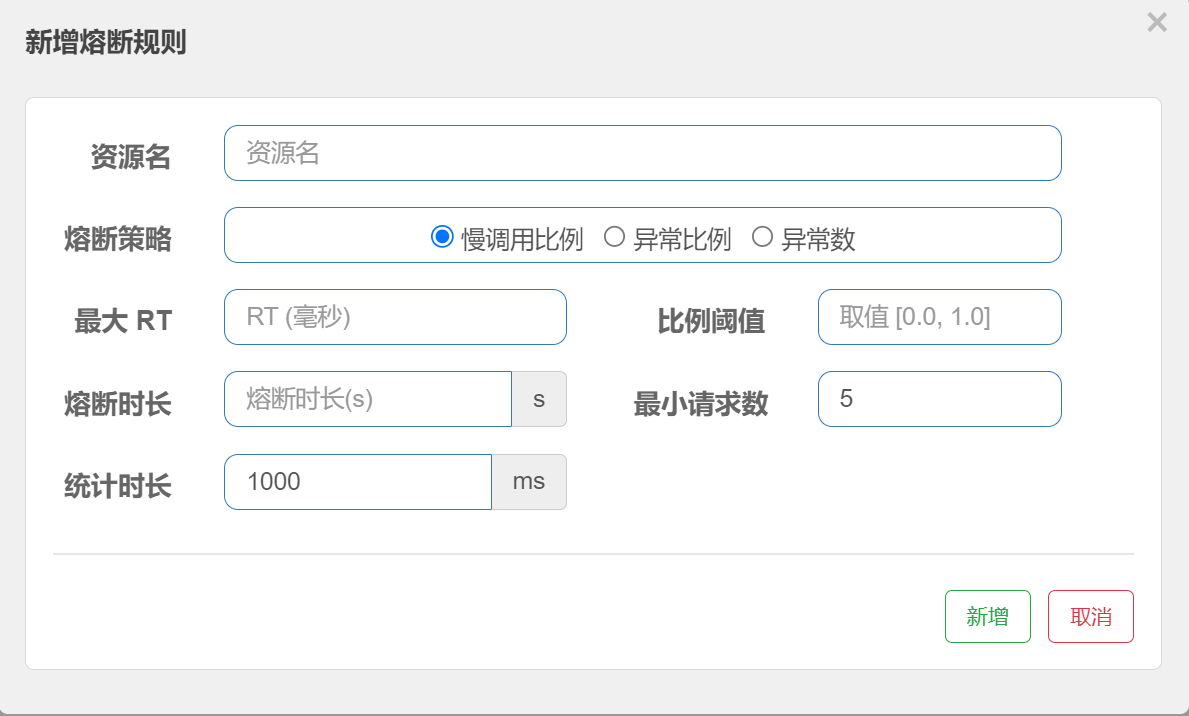 新增熔断规则
×
资源名 资源名
熔断策略 慢调用比例 异常比例 异常数
最大 RT RT (毫秒) 比例阈值 取值 [0.0, 1.0]
熔断时长 熔断时长(s) s 最小请求数 5
统计时长 1000 ms
新增 取消